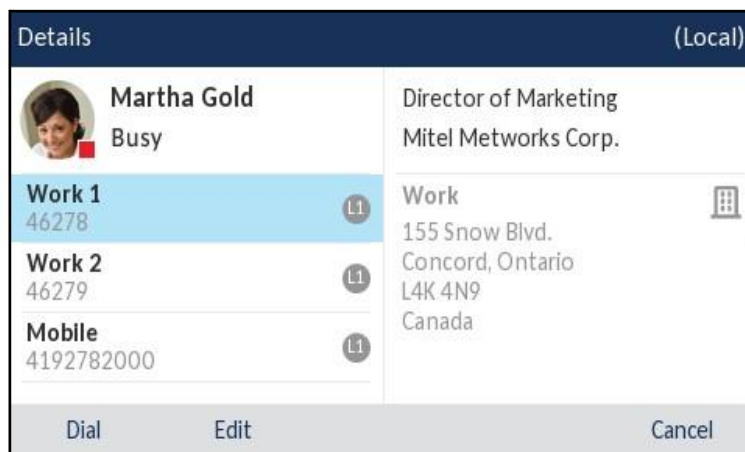 Details
(Local)
Martha Gold
Busy
Work 1
46278
L1
Work 2
46279
L1
Mobile
4192782000
L1
Director of Marketing
Mitel Metworks Corp.
Work
155 Snow Blvd.
Concord, Ontario
L4K 4N9
Canada
Dial
Edit
Cancel